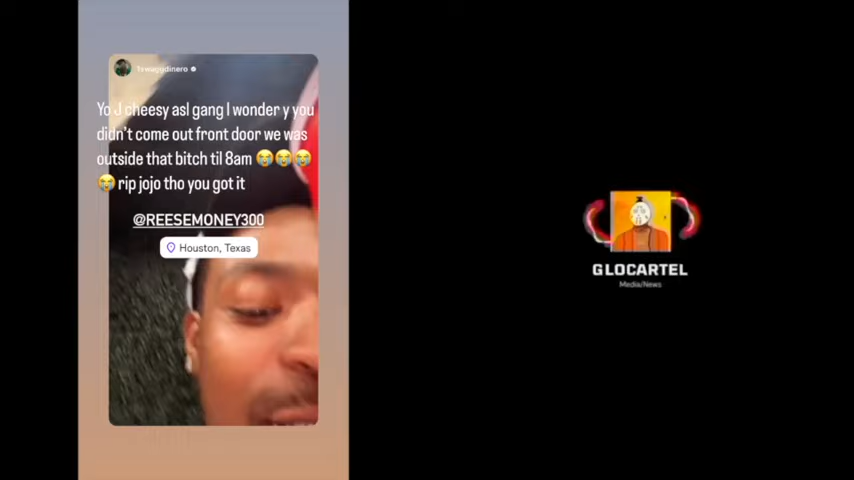 1swaggdinero
Yo J cheesy asl gang I wonder y you
didn't come out front door we was
outside that bitch til 8am 😭😭😭
😭 rip jojo tho you got it
@REESEMONEY300
Houston, Texas
GLOCARTEL
Media/News